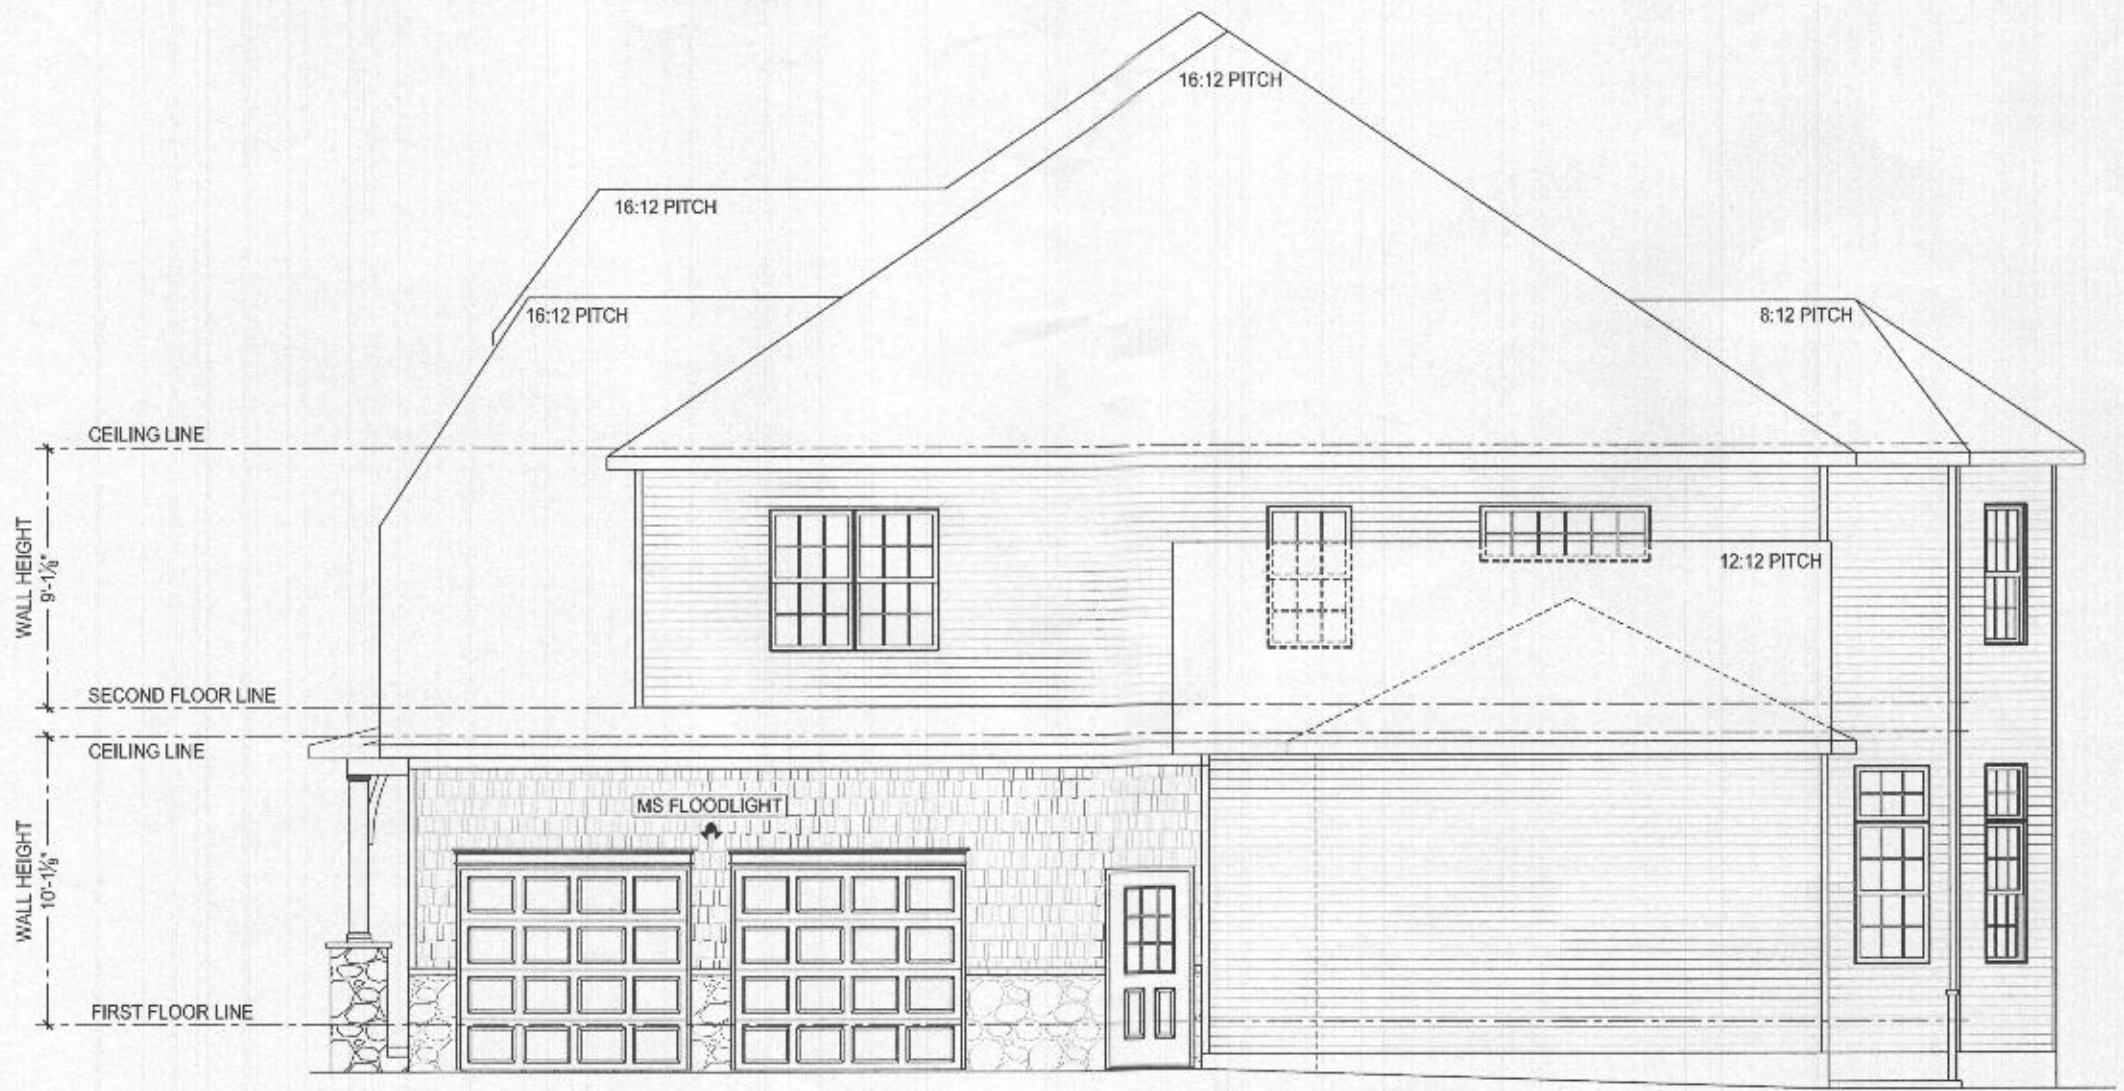 16:12 PITCH
16:12 PITCH
16:12 PITCH
8:12 PITCH
CEILING LINE
WALL HEIGHT
9'-1⅛"
12:12 PITCH
SECOND FLOOR LINE
CEILING LINE
MS FLOODLIGHT
WALL HEIGHT
10'-1⅛"
FIRST FLOOR LINE